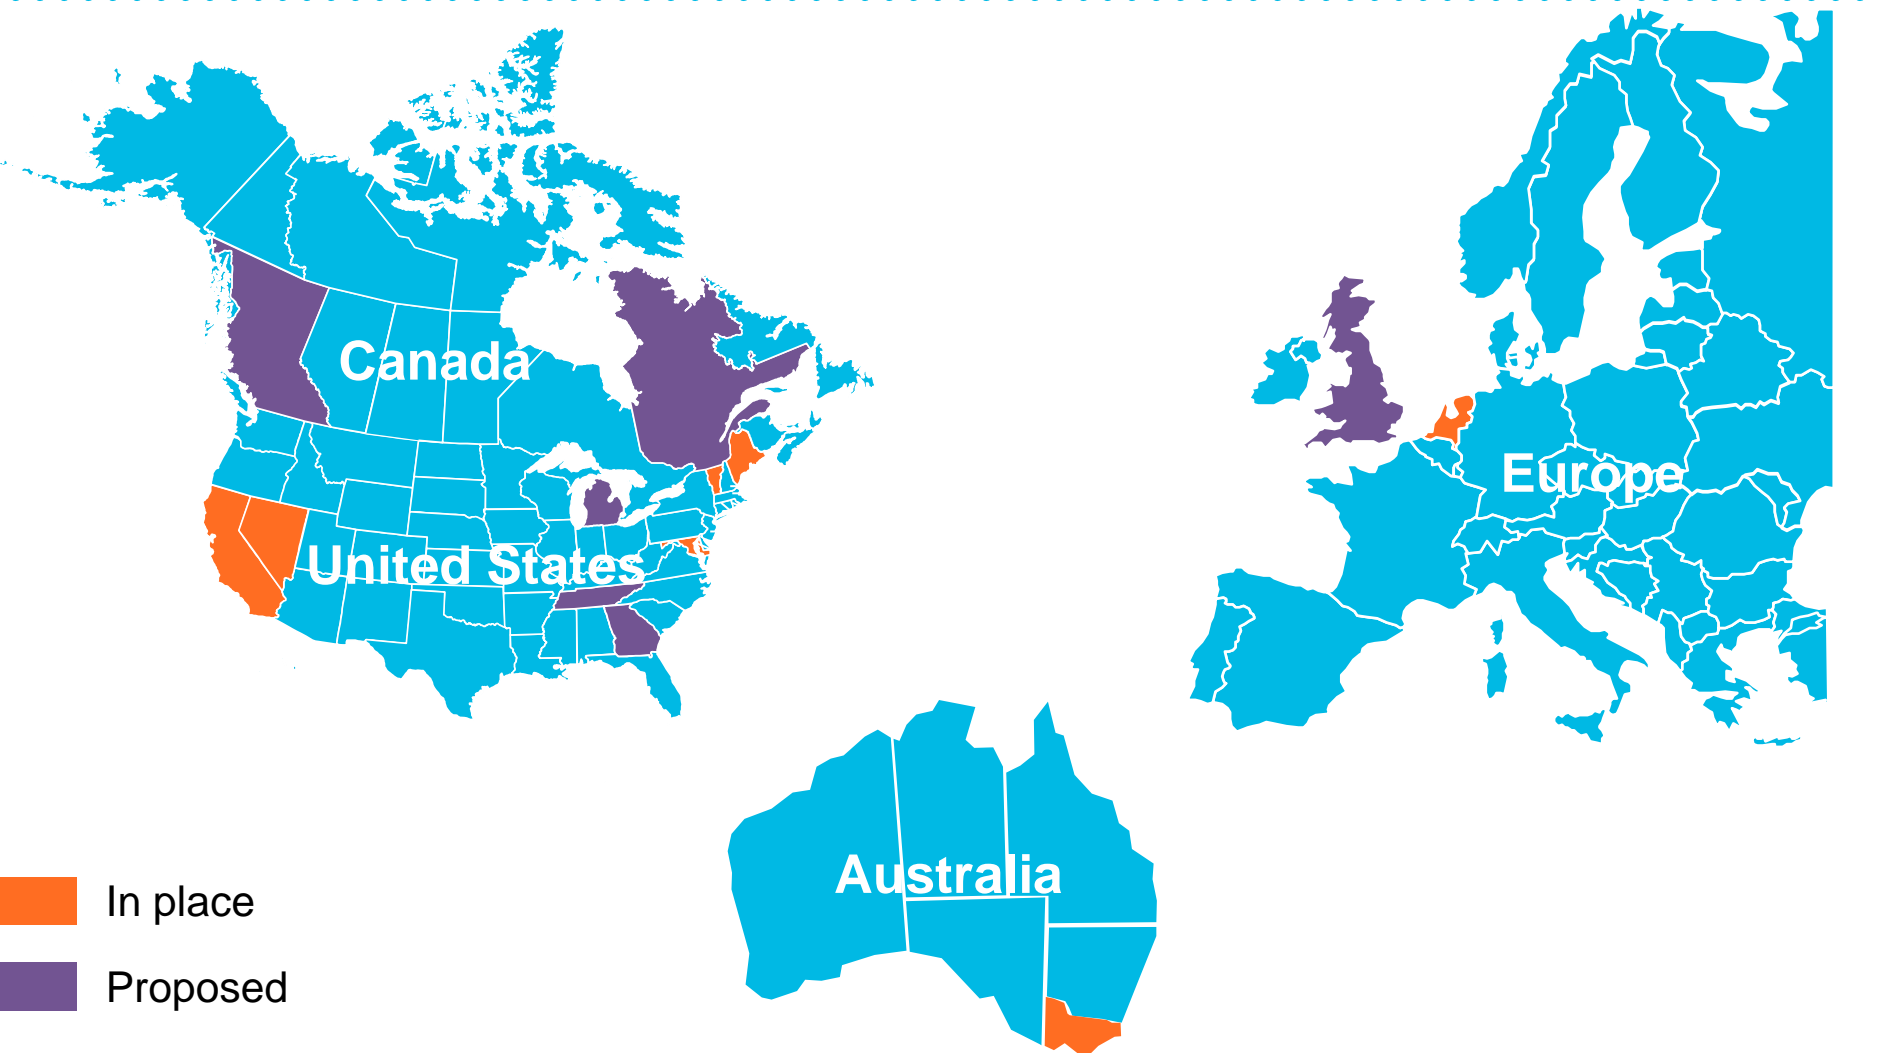 Canada
United States
Europe
Australia
In place
Proposed